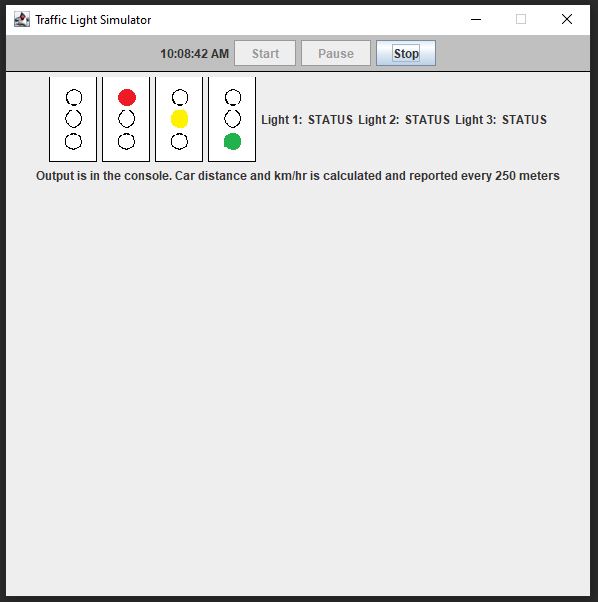 Traffic Light Simulator
10:08:42 AM Start Pause Stop
Light 1: STATUS Light 2: STATUS Light 3: STATUS
Output is in the console. Car distance and km/hr is calculated and reported every 250 meters